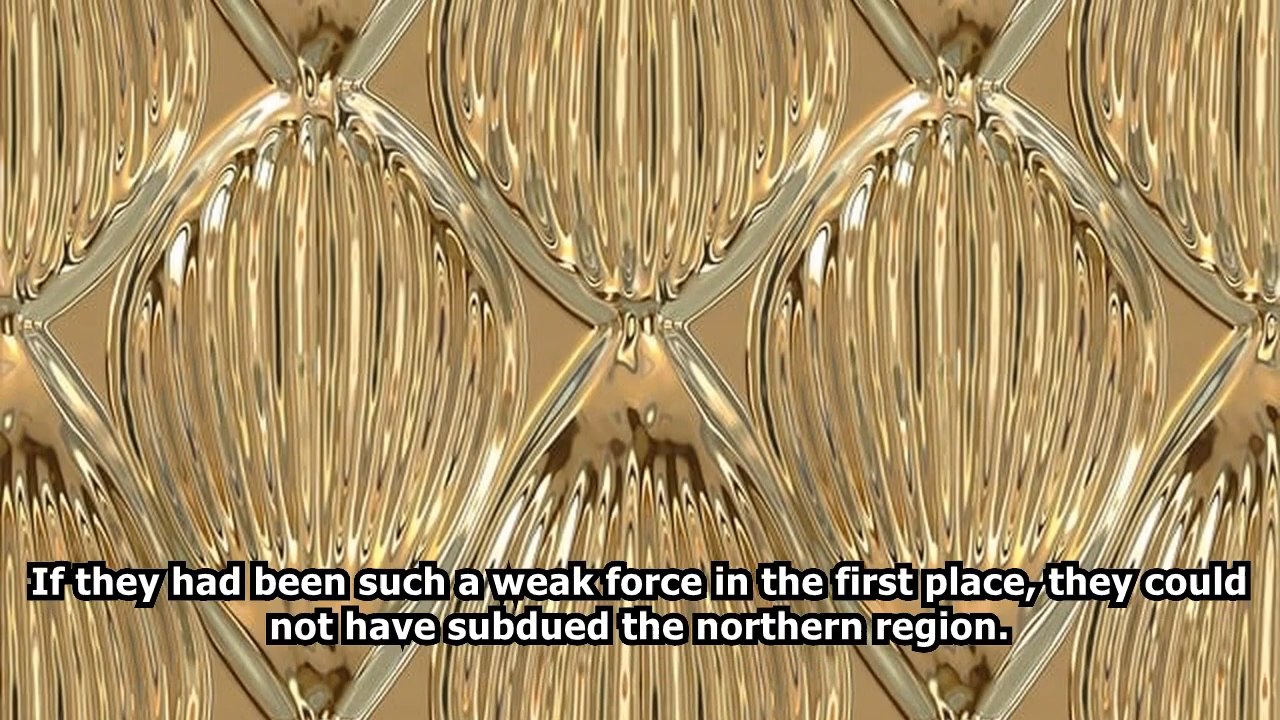 If they had been such a weak force in the first place, they could
not have subdued the northern region.